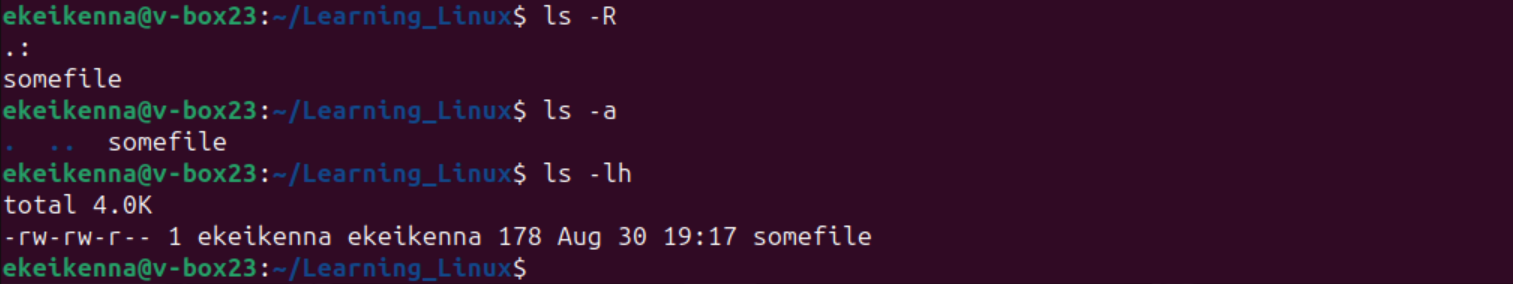 ekeikenna@v-box23:~/Learning_Linux$ ls -R
.:
somefile
ekeikenna@v-box23:~/Learning_Linux$ ls -a
.  ..  somefile
ekeikenna@v-box23:~/Learning_Linux$ ls -lh
total 4.0K
-rw-rw-r-- 1 ekeikenna ekeikenna 178 Aug 30 19:17 somefile
ekeikenna@v-box23:~/Learning_Linux$